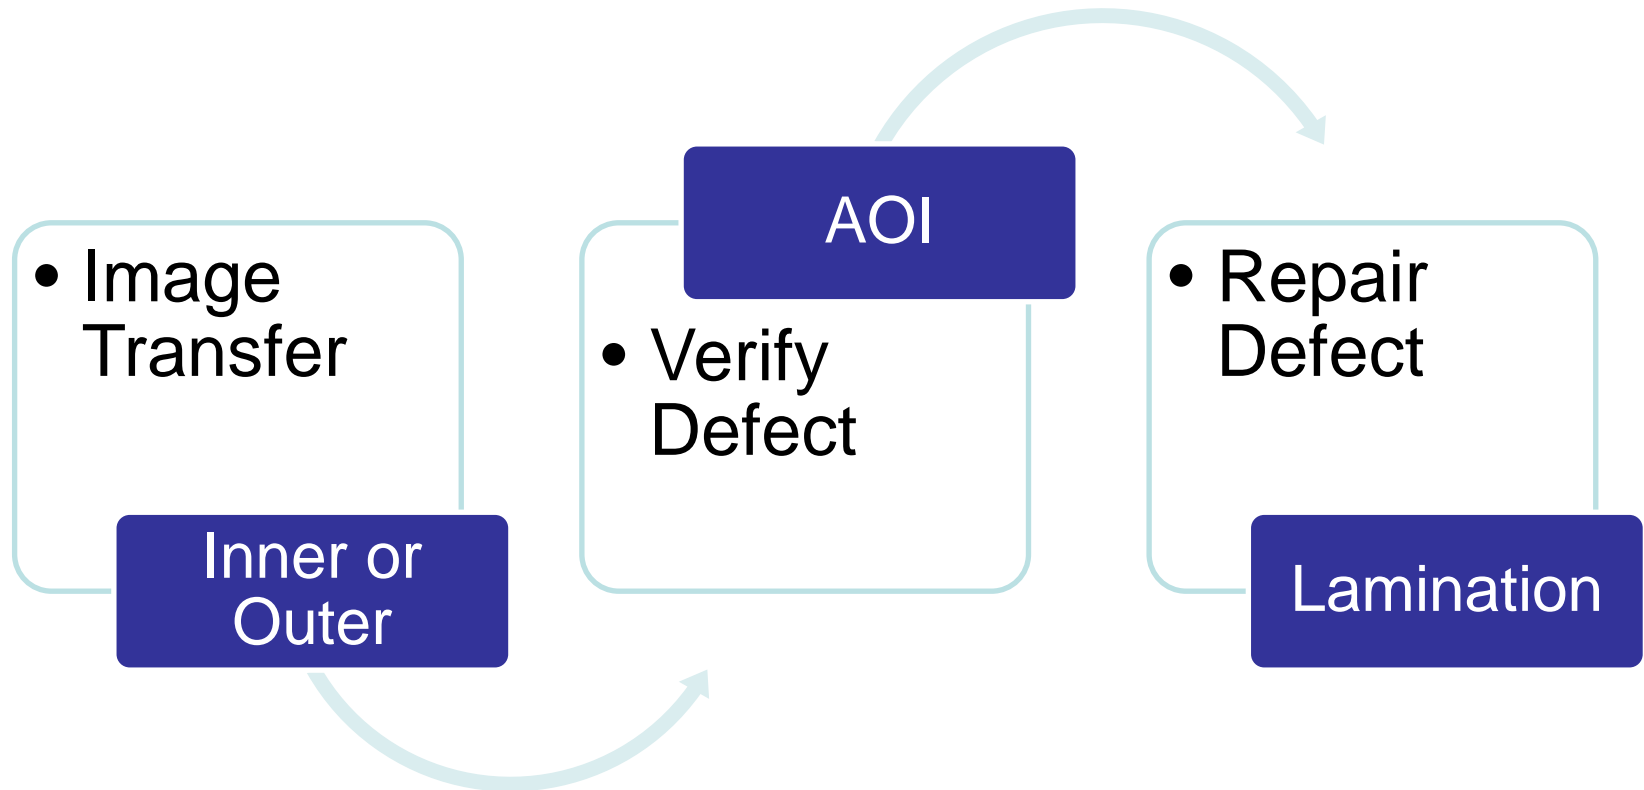 • Image
Transfer
Inner or
Outer
AOI
• Verify
Defect
• Repair
Defect
Lamination